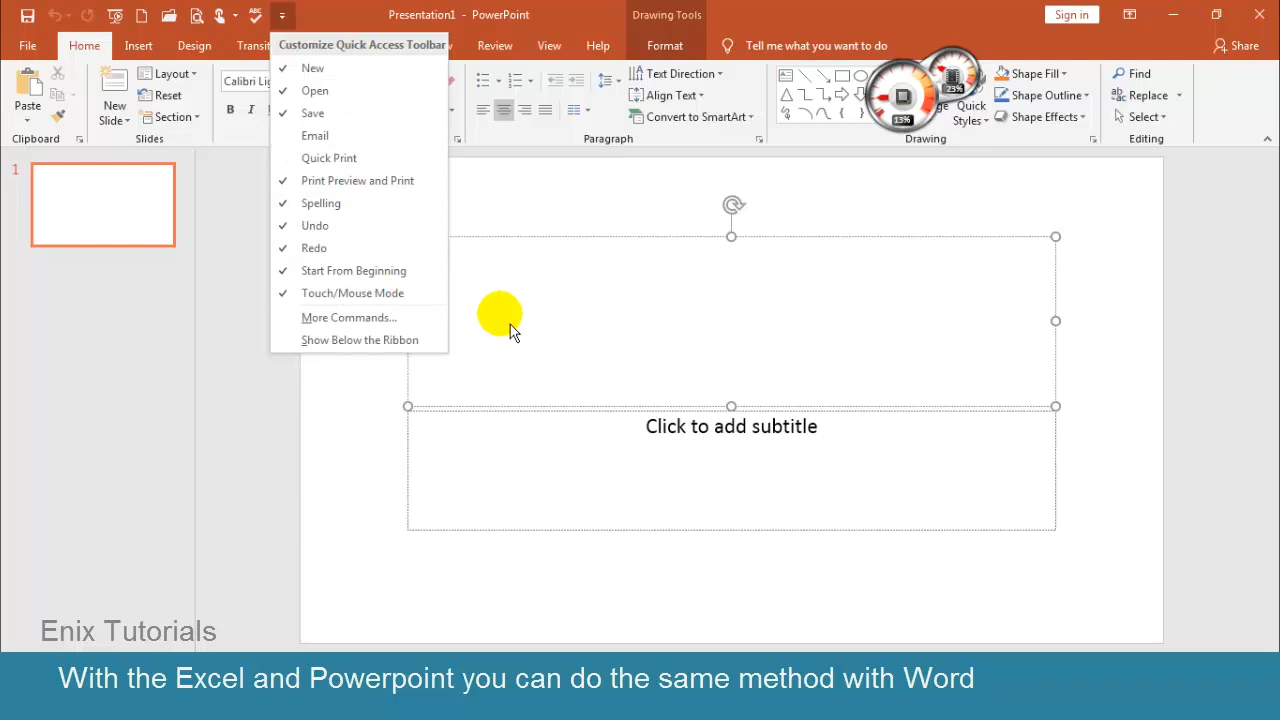 Presentation1 - PowerPoint
Drawing Tools
Sign in
File
Home
Insert
Design
Transiti
Review
View
Help
Format
Tell me what you want to do
Share
Customize Quick Access Toolbar
New
Open
Save
Email
Quick Print
Print Preview and Print
Spelling
Undo
Redo
Start From Beginning
Touch/Mouse Mode
More Commands...
Show Below the Ribbon
Paste
Clipboard
New
Slide
Layout
Reset
Section
Slides
Calibri Lig
B I
Text Direction
Align Text
Convert to SmartArt
Paragraph
13%
23%
Quick
Styles
Shape Fill
Shape Outline
Shape Effects
Drawing
Find
Replace
Select
Editing
1
Click to add subtitle
Enix Tutorials
With the Excel and Powerpoint you can do the same method with Word